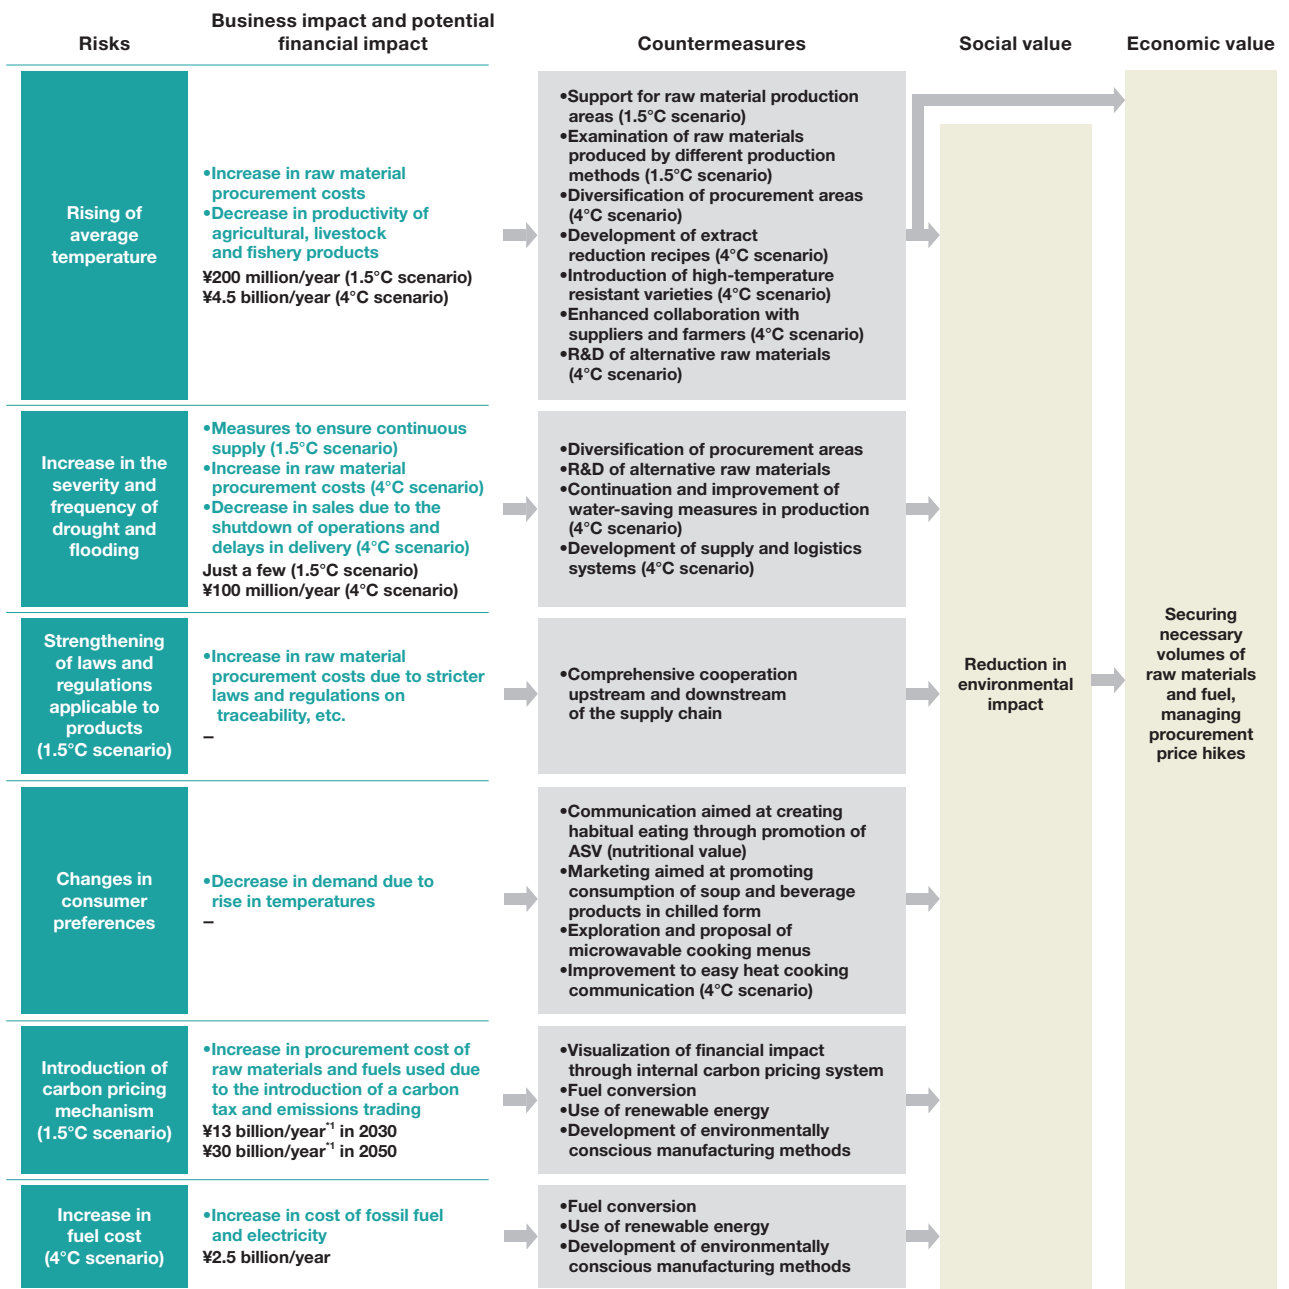 Risks
Business impact and potential
financial impact
Countermeasures
Social value
Economic value
Rising of
average
temperature
•Increase in raw material
procurement costs
•Decrease in productivity of
agricultural, livestock
and fishery products
¥200 million/year (1.5°C scenario)
¥4.5 billion/year (4°C scenario)
•Support for raw material production
areas (1.5°C scenario)
•Examination of raw materials
produced by different production
methods (1.5°C scenario)
•Diversification of procurement areas
(4°C scenario)
•Development of extract
reduction recipes (4°C scenario)
•Introduction of high-temperature
resistant varieties (4°C scenario)
•Enhanced collaboration with
suppliers and farmers (4°C scenario)
•R&D of alternative raw materials
(4°C scenario)
Increase in the
severity and
frequency of
drought and
flooding
•Measures to ensure continuous
supply (1.5°C scenario)
•Increase in raw material
procurement costs (4°C scenario)
•Decrease in sales due to the
shutdown of operations and
delays in delivery (4°C scenario)
Just a few (1.5°C scenario)
¥100 million/year (4°C scenario)
•Diversification of procurement areas
•R&D of alternative raw materials
•Continuation and improvement of
water-saving measures in production
(4°C scenario)
•Development of supply and logistics
systems (4°C scenario)
Strengthening
of laws and
regulations
applicable to
products
(1.5°C scenario)
•Increase in raw material
procurement costs due to stricter
laws and regulations on
traceability, etc.
–
•Comprehensive cooperation
upstream and downstream
of the supply chain
Reduction in
environmental
impact
Securing
necessary
volumes of
raw materials
and fuel,
managing
procurement
price hikes
Changes in
consumer
preferences
•Decrease in demand due to
rise in temperatures
–
•Communication aimed at creating
habitual eating through promotion of
ASV (nutritional value)
•Marketing aimed at promoting
consumption of soup and beverage
products in chilled form
•Exploration and proposal of
microwavable cooking menus
•Improvement to easy heat cooking
communication (4°C scenario)
Introduction of
carbon pricing
mechanism
(1.5°C scenario)
•Increase in procurement cost of
raw materials and fuels used due
to the introduction of a carbon
tax and emissions trading
¥13 billion/year*1 in 2030
¥30 billion/year*1 in 2050
•Visualization of financial impact
through internal carbon pricing system
•Fuel conversion
•Use of renewable energy
•Development of environmentally
conscious manufacturing methods
Increase in
fuel cost
(4°C scenario)
•Increase in cost of fossil fuel
and electricity
¥2.5 billion/year
•Fuel conversion
•Use of renewable energy
•Development of environmentally
conscious manufacturing methods